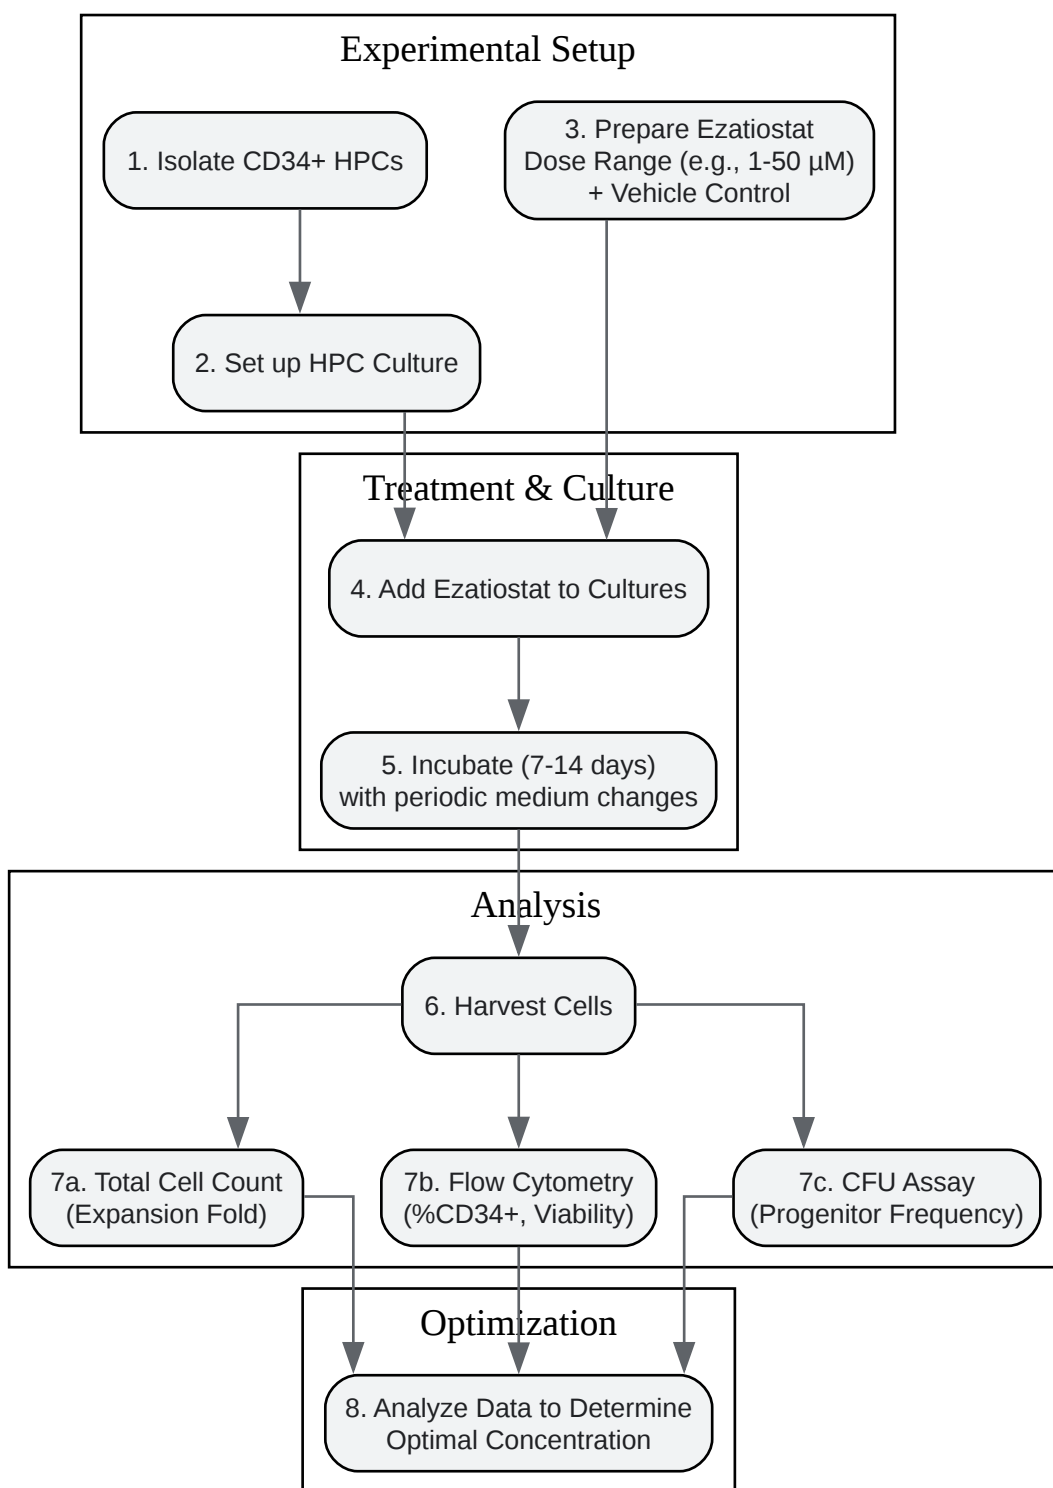 Experimental Setup
1. Isolate CD34+ HPCs
3. Prepare Ezatiostat
Dose Range (e.g., 1-50 µM)
+ Vehicle Control
2. Set up HPC Culture
Treatment & Culture
4. Add Ezatiostat to Cultures
5. Incubate (7-14 days)
with periodic medium changes
Analysis
6. Harvest Cells
7a. Total Cell Count
(Expansion Fold)
7b. Flow Cytometry
(%CD34+, Viability)
7c. CFU Assay
(Progenitor Frequency)
Optimization
8. Analyze Data to Determine
Optimal Concentration